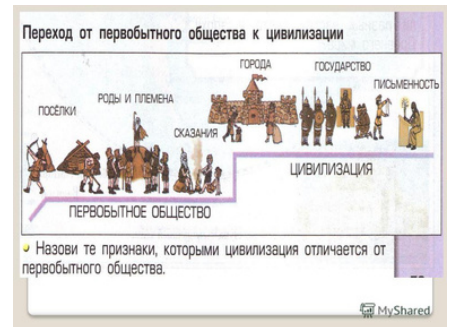 Переход от первобытного общества к цивилизации
ГОРОДА
ГОСУДАРСТВО
ПИСЬМЕННОСТЬ
РОДЫ И ПЛЕМЕНА
ПОСЁЛКИ
СКАЗАНИЯ
ЦИВИЛИЗАЦИЯ
ПЕРВОБЫТНОЕ ОБЩЕСТВО
Назови те признаки, которыми цивилизация отличается от
первобытного общества.
MyShared